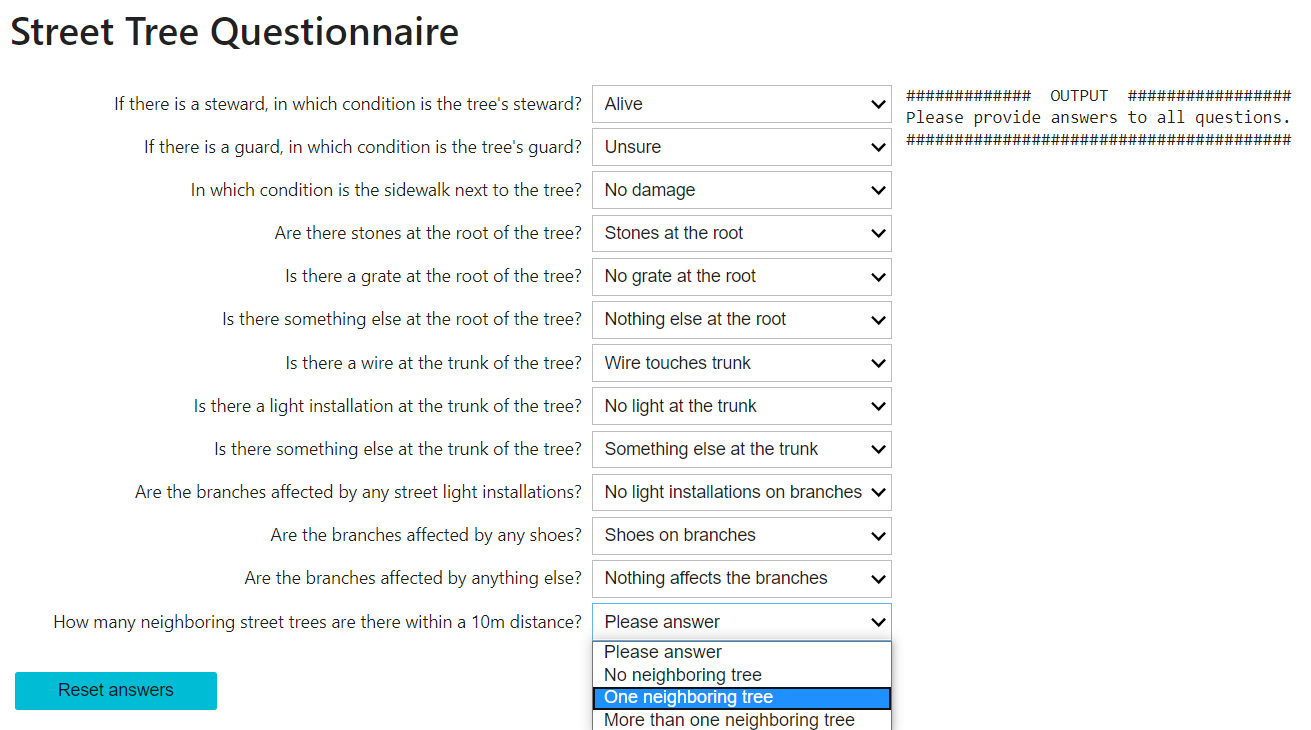 Street Tree Questionnaire
If there is a steward, in which condition is the tree's steward? Alive
If there is a guard, in which condition is the tree's guard? Unsure
In which condition is the sidewalk next to the tree? No damage
Are there stones at the root of the tree? Stones at the root
Is there a grate at the root of the tree? No grate at the root
Is there something else at the root of the tree? Nothing else at the root
Is there a wire at the trunk of the tree? Wire touches trunk
Is there a light installation at the trunk of the tree? No light at the trunk
Is there something else at the trunk of the tree? Something else at the trunk
Are the branches affected by any street light installations? No light installations on branches
Are the branches affected by any shoes? Shoes on branches
Are the branches affected by anything else? Nothing affects the branches
How many neighboring street trees are there within a 10m distance? Please answer
Please answer
No neighboring tree
One neighboring tree
More than one neighboring tree
Reset answers
############# OUTPUT #################
Please provide answers to all questions.
########################################